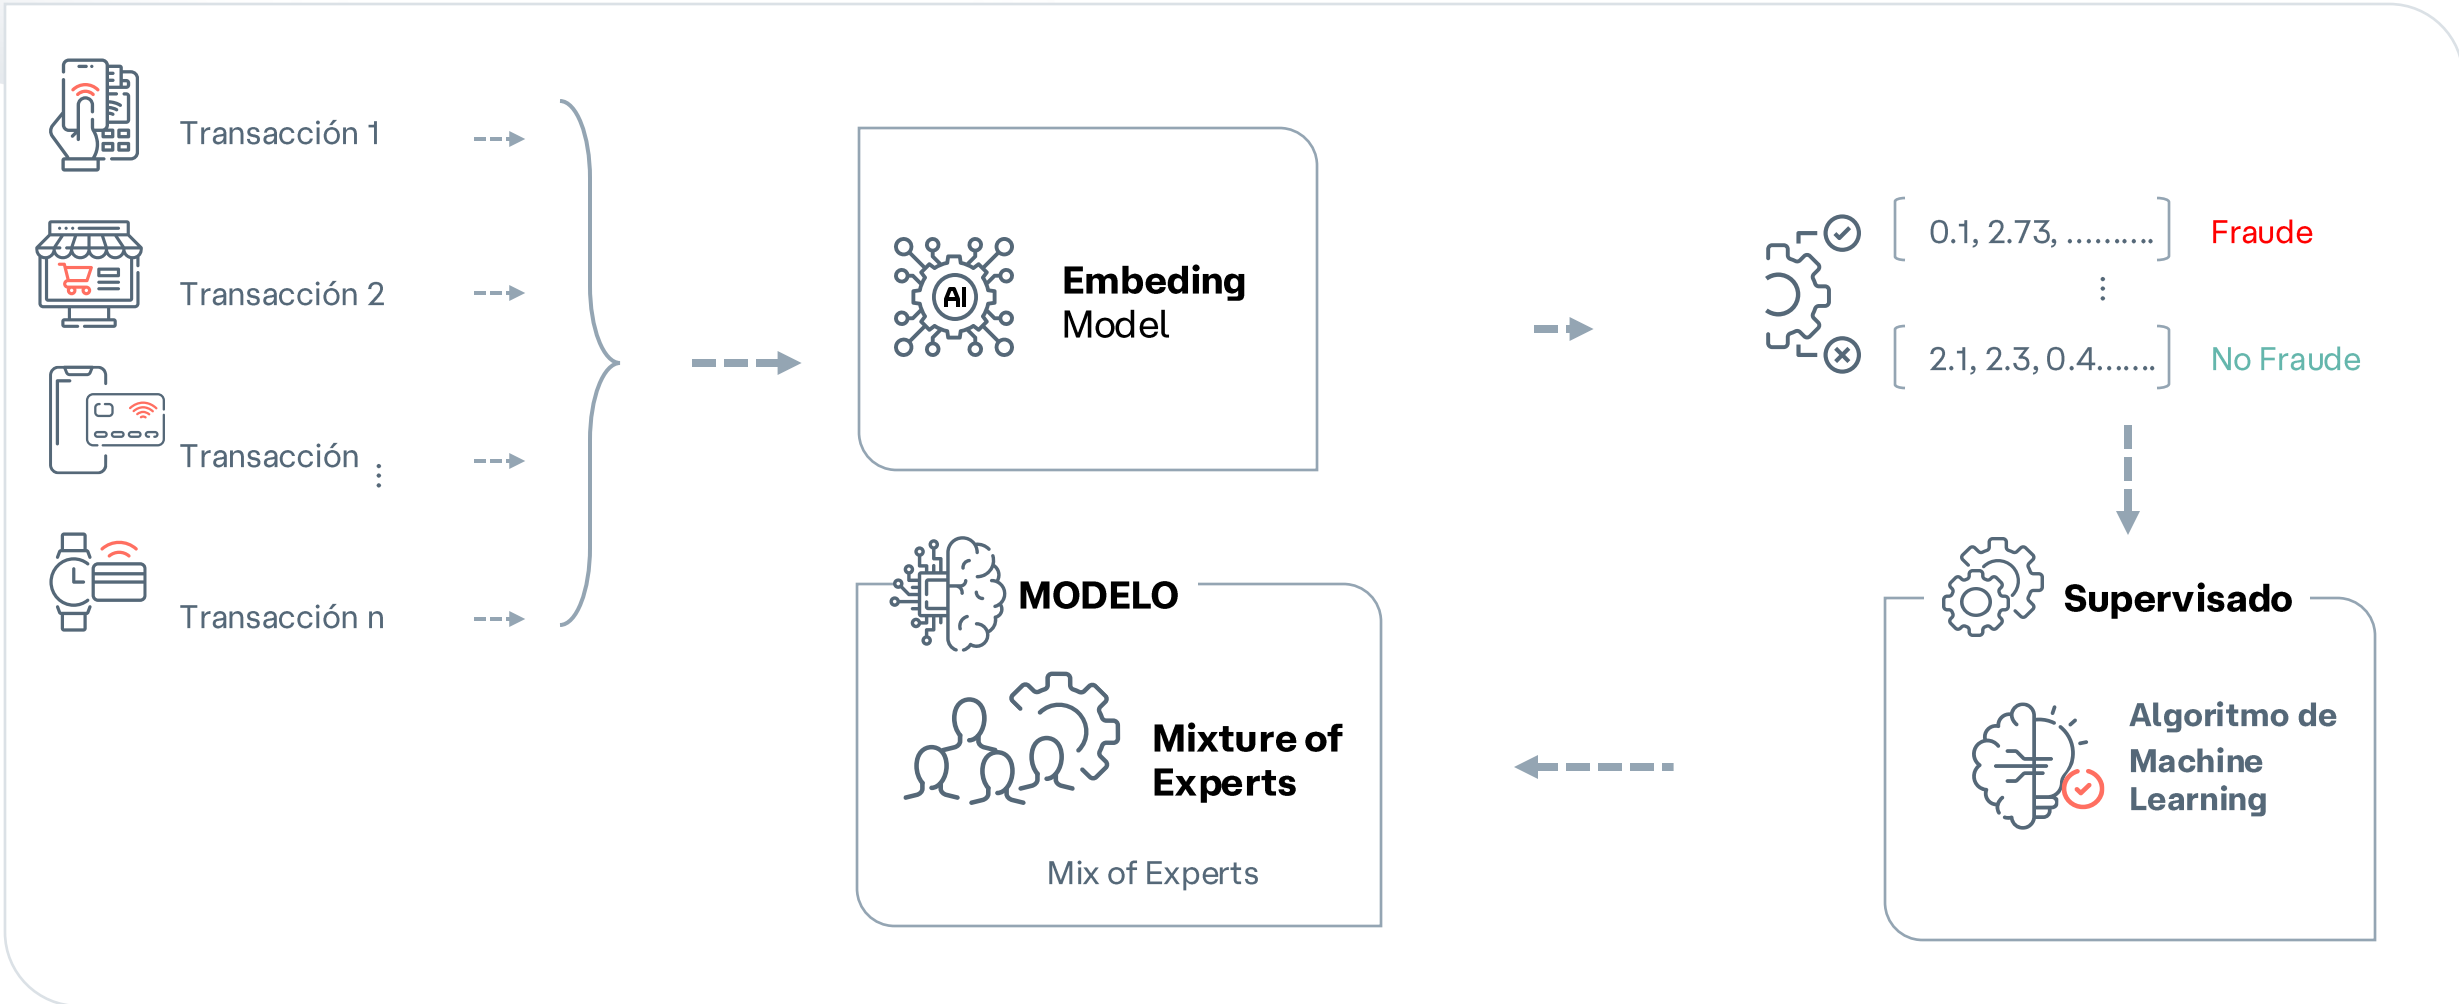 Transacción 1
Transacción 2
Transacción ⋮
Transacción n
AI
Embeding
Model
[0.1, 2.73, ..........] Fraude
⋮
[2.1, 2.3, 0.4.......] No Fraude
Supervisado
Algoritmo de
Machine
Learning
MODELO
Mixture of
Experts
Mix of Experts